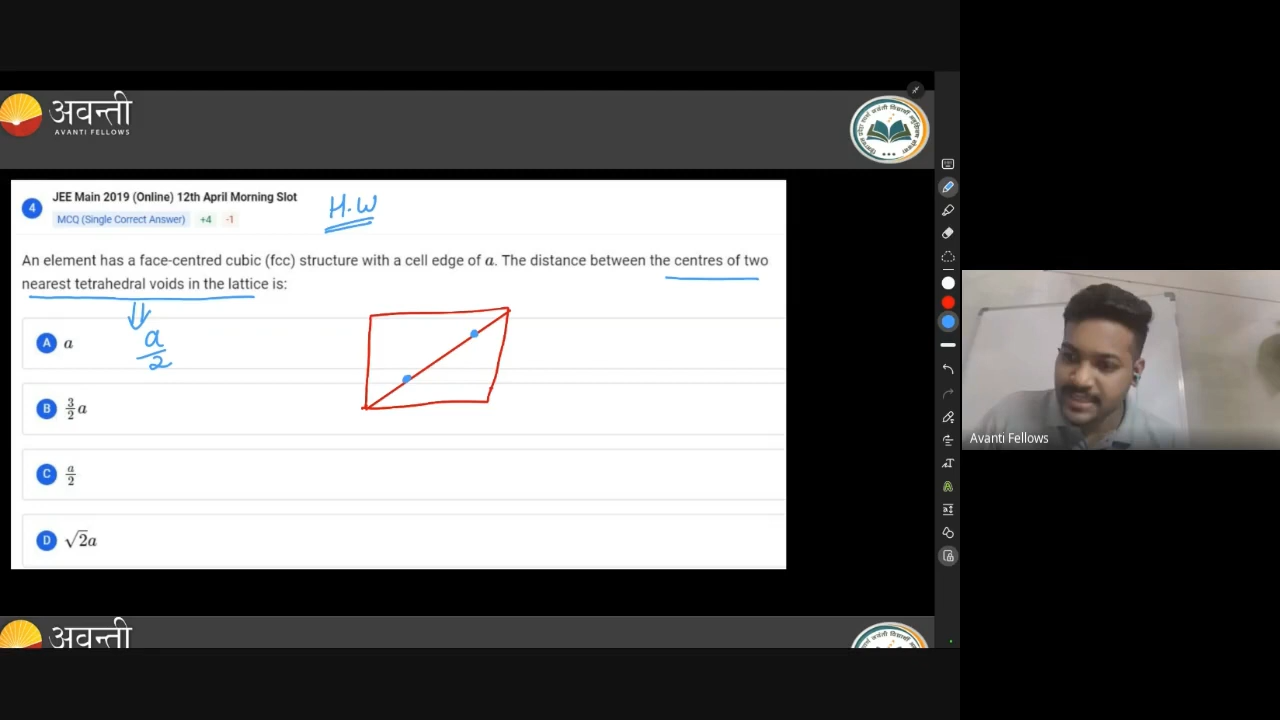 अवन्ती
AVANTI FELLOWS
4
JEE Main 2019 (Online) 12th April Morning Slot
MCQ (Single Correct Answer) +4 -1
H.W
An element has a face-centred cubic (fcc) structure with a cell edge of a. The distance between the centres of two
nearest tetrahedral voids in the lattice is:
A a
a/2
B 3/2 a
C a/2
D √2a
Avanti Fellows
अवन्ती
AVANTI FELLOWS